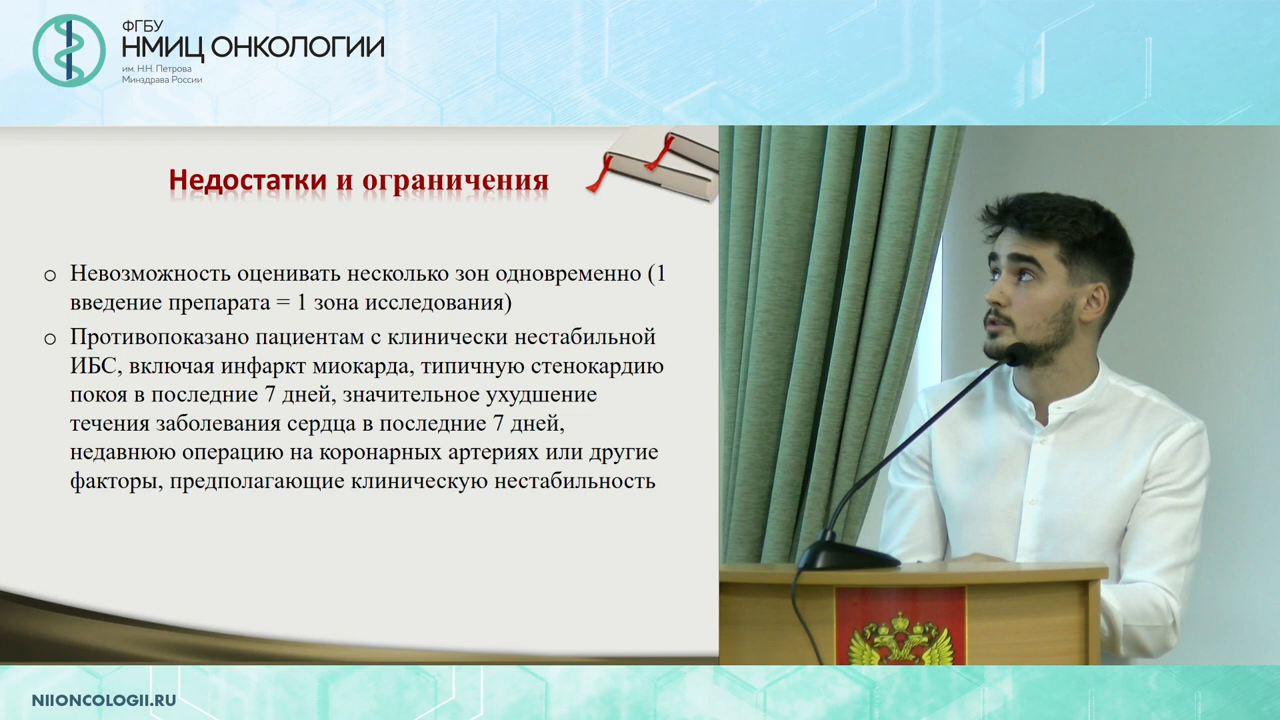 ФГБУ
НМИЦ ОНКОЛОГИИ
им. Н.Н. Петрова
Минздрава России
Недостатки и ограничения
o Невозможность оценивать несколько зон одновременно (1
введение препарата = 1 зона исследования)
o Противопоказано пациентам с клинически нестабильной
ИБС, включая инфаркт миокарда, типичную стенокардию
покоя в последние 7 дней, значительное ухудшение
течения заболевания сердца в последние 7 дней,
недавнюю операцию на коронарных артериях или другие
факторы, предполагающие клиническую нестабильность
NIIONCOLOGII.RU